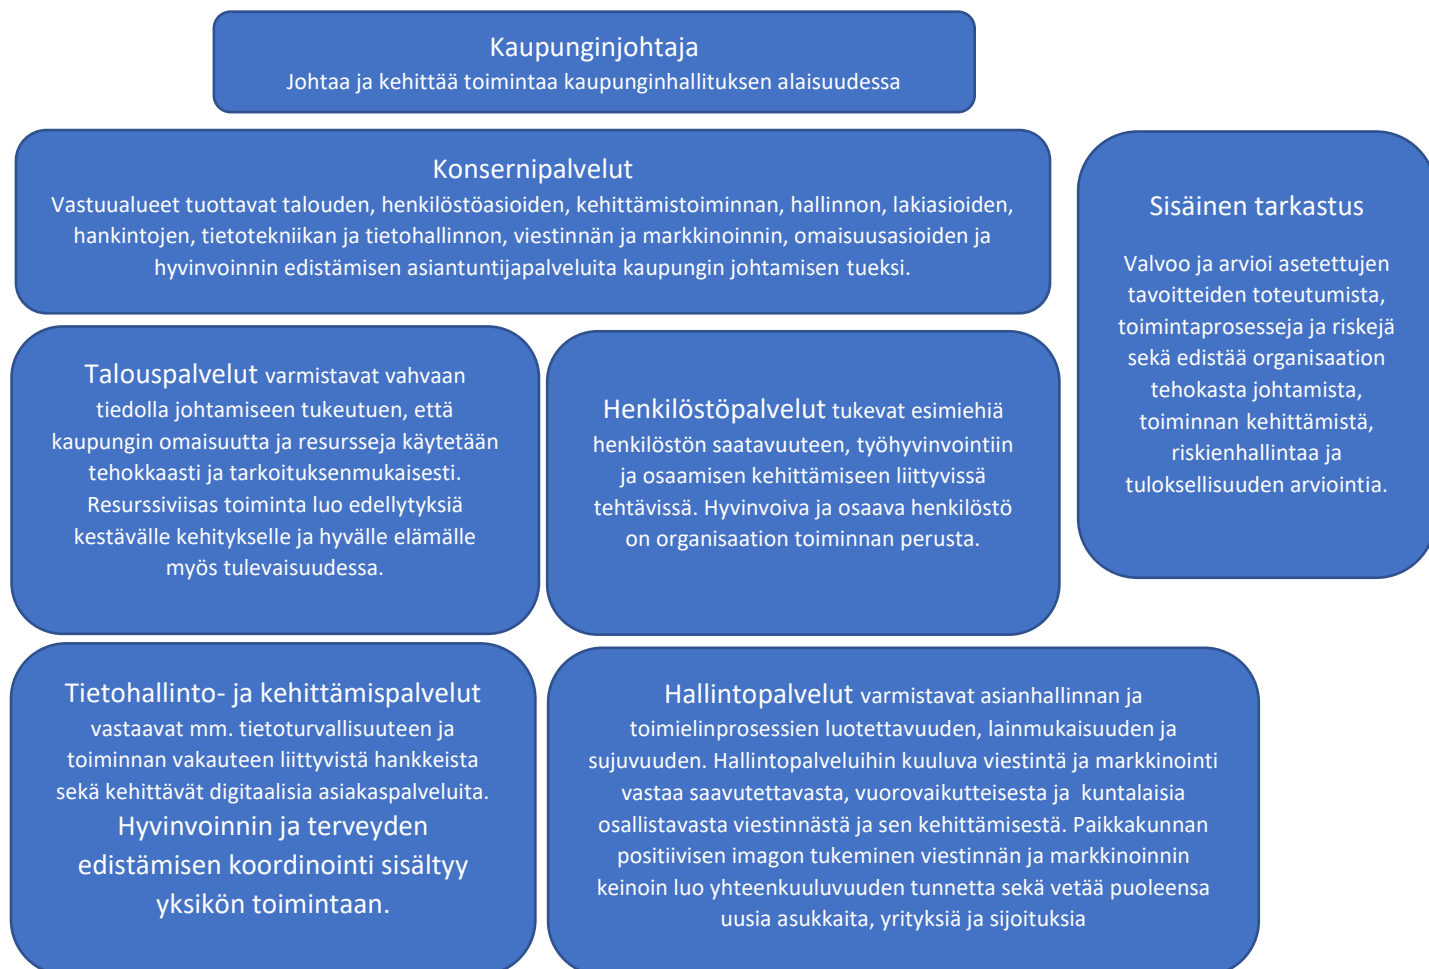 Kaupunginjohtaja
Johtaa ja kehittää toimintaa kaupunginhallituksen alaisuudessa
Konsernipalvelut
Vastuualueet tuottavat talouden, henkilöstöasioiden, kehittämistoiminnan, hallinnon, lakiasioiden,
hankintojen, tietotekniikan ja tietohallinnon, viestinnän ja markkinoinnin, omaisuusasioiden ja
hyvinvoinnin edistämisen asiantuntijapalveluita kaupungin johtamisen tueksi.
Sisäinen tarkastus
Valvoo ja arvioi asetettujen
tavoitteiden toteutumista,
toimintaprosesseja ja riskejä
sekä edistää organisaation
tehokasta johtamista,
toiminnan kehittämistä,
riskienhallintaa ja
tuloksellisuuden arviointia.
Talouspalvelut varmistavat vahvaan
tiedolla johtamiseen tukeutuen, että
kaupungin omaisuutta ja resursseja käytetään
tehokkaasti ja tarkoituksenmukaisesti.
Resurssiviisas toiminta luo edellytyksiä
kestävälle kehitykselle ja hyvälle elämälle
myös tulevaisuudessa.
Henkilöstöpalvelut tukevat esimiehiä
henkilöstön saatavuuteen, työhyvinvointiin
ja osaamisen kehittämiseen liittyvissä
tehtävissä. Hyvinvoiva ja osaava henkilöstö
on organisaation toiminnan perusta.
Tietohallinto- ja kehittämispalvelut
vastaavat mm. tietoturvallisuuteen ja
toiminnan vakauteen liittyvistä hankkeista
sekä kehittävät digitaalisia asiakaspalveluita.
Hyvinvoinnin ja terveyden
edistämisen koordinointi sisältyy
yksikön toimintaan.
Hallintopalvelut varmistavat asianhallinnan ja
toimielinprosessien luotettavuuden, lainmukaisuuden ja
sujuvuuden. Hallintopalveluihin kuuluva viestintä ja markkinointi
vastaa saavutettavasta, vuorovaikutteisesta ja kuntalaisia
osallistavasta viestinnästä ja sen kehittämisestä. Paikkakunnan
positiivisen imagon tukeminen viestinnän ja markkinoinnin
keinoin luo yhteenkuuluvuuden tunnetta sekä vetää puoleensa
uusia asukkaita, yrityksiä ja sijoituksia